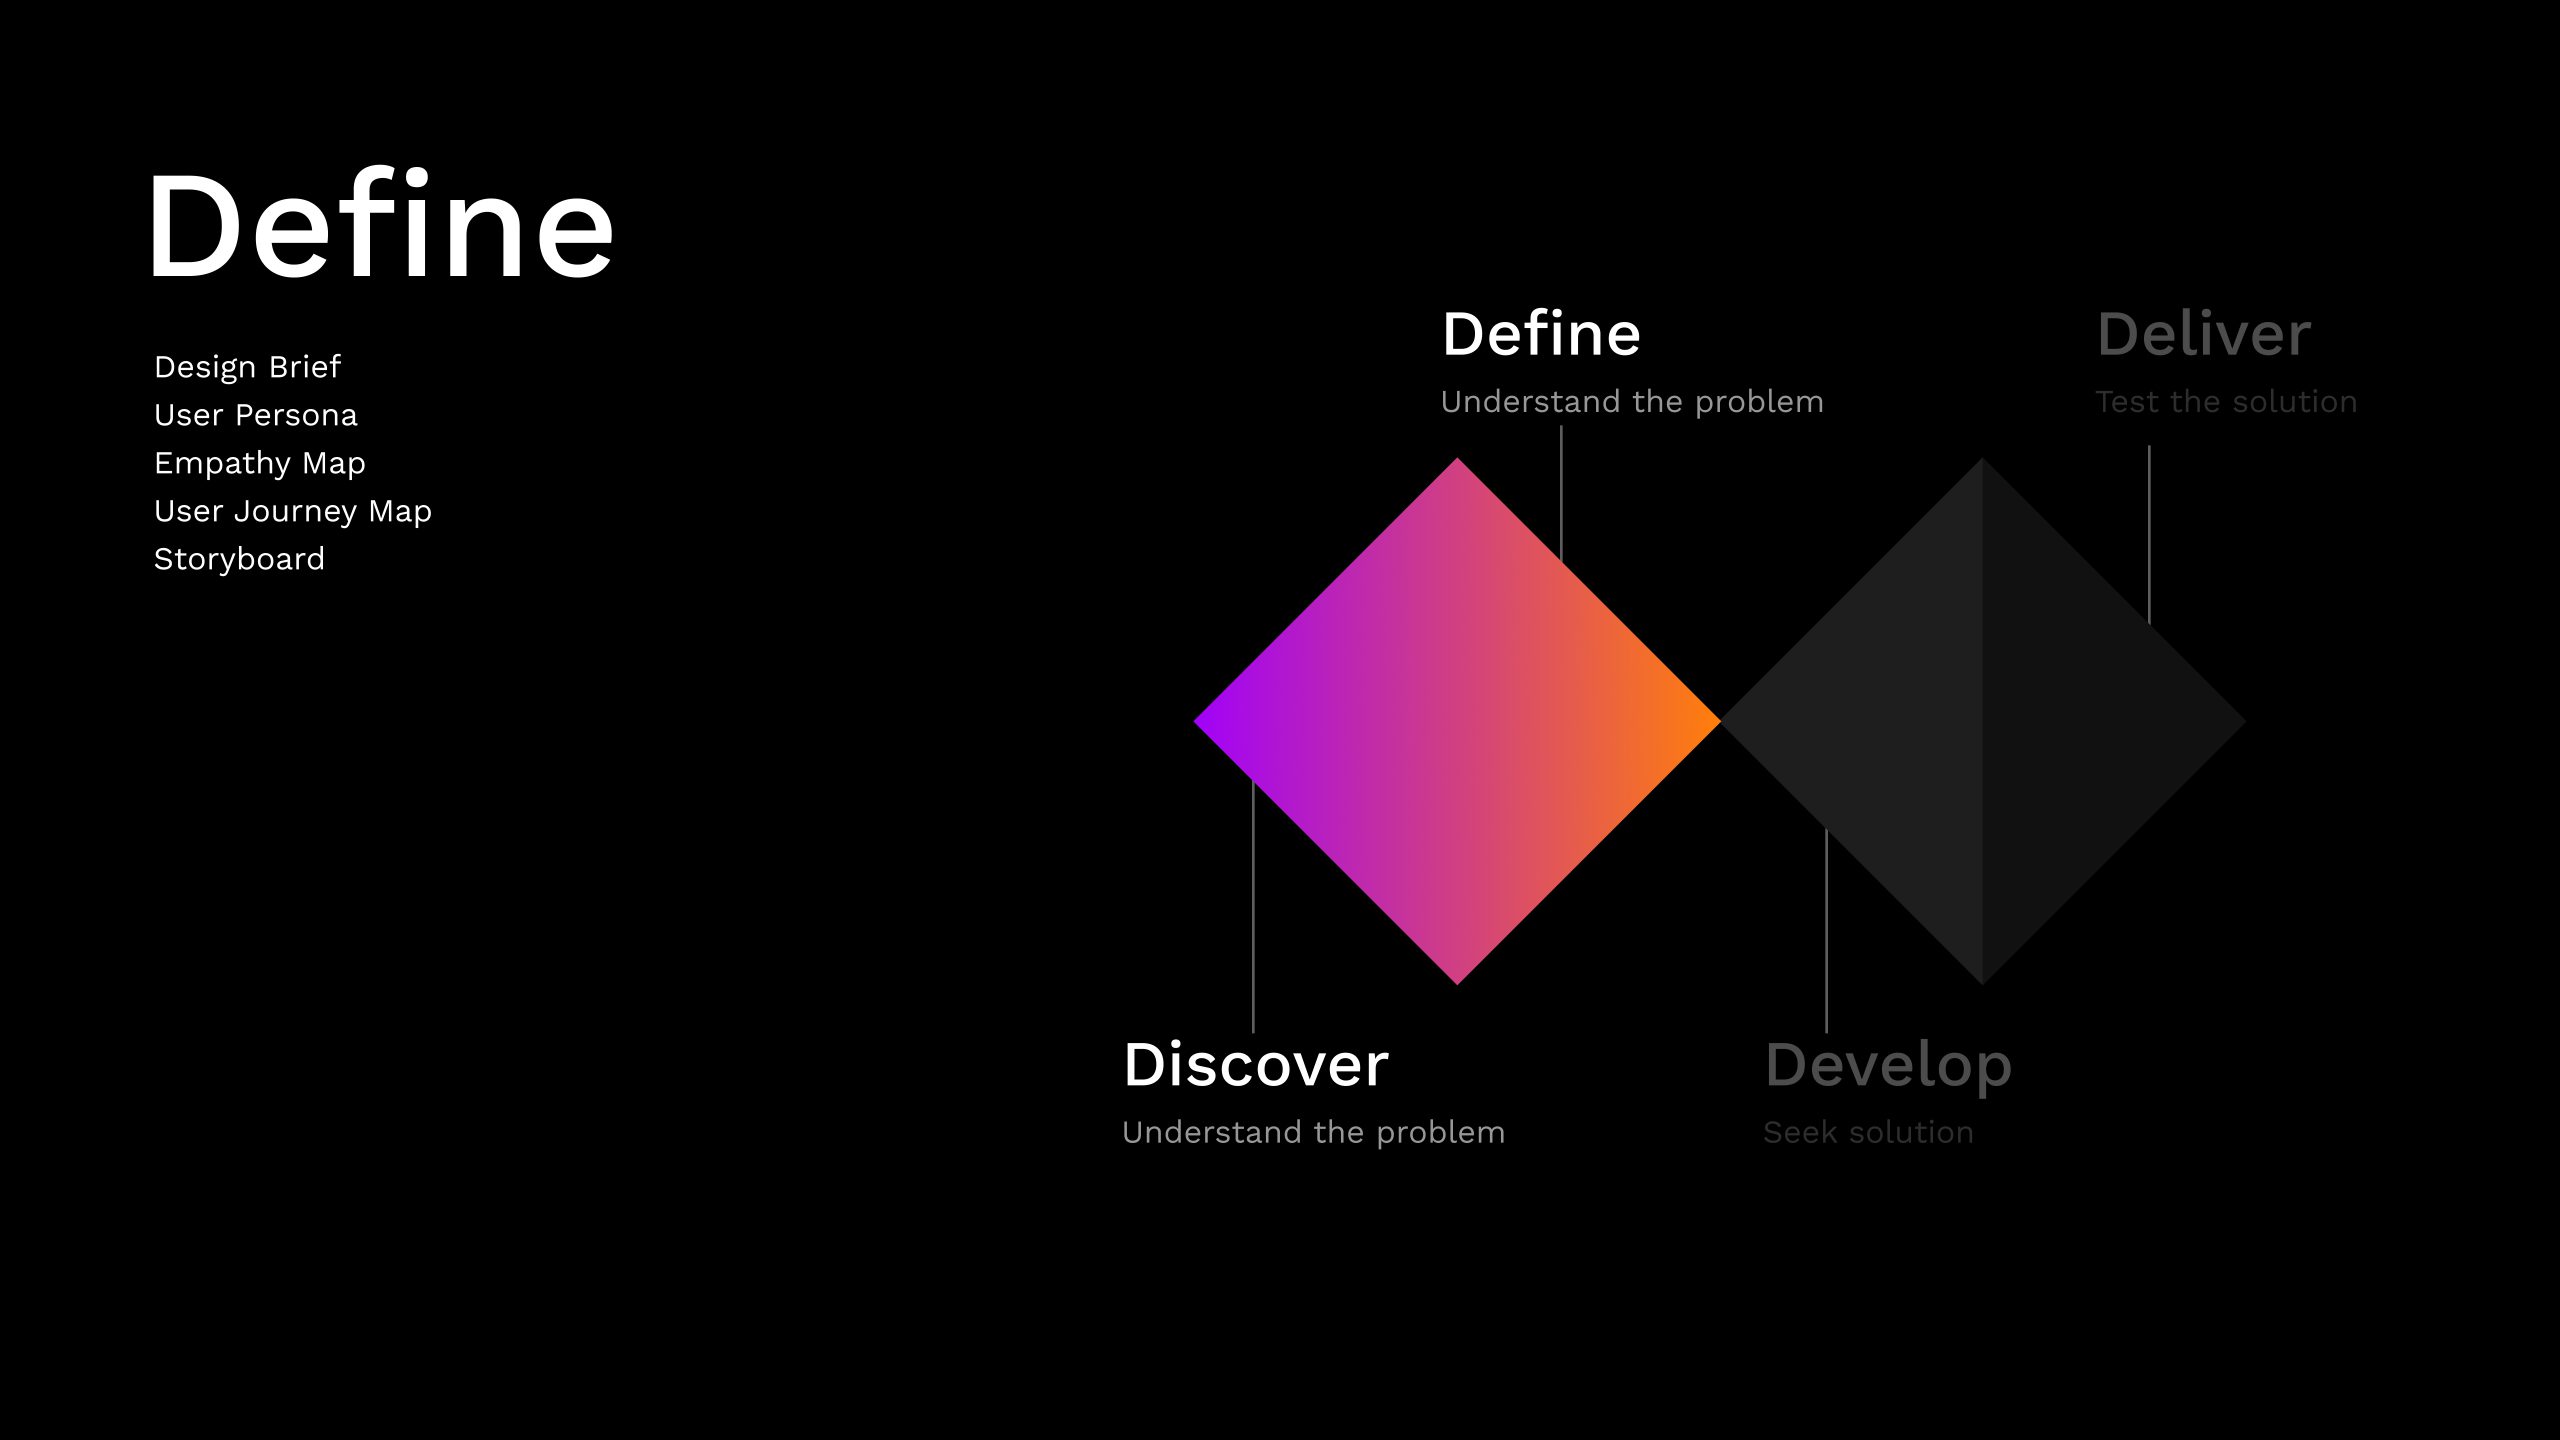 Define
Design Brief
User Persona
Empathy Map
User Journey Map
Storyboard
Define
Understand the problem
Deliver
Test the solution
Discover
Understand the problem
Develop
Seek solution